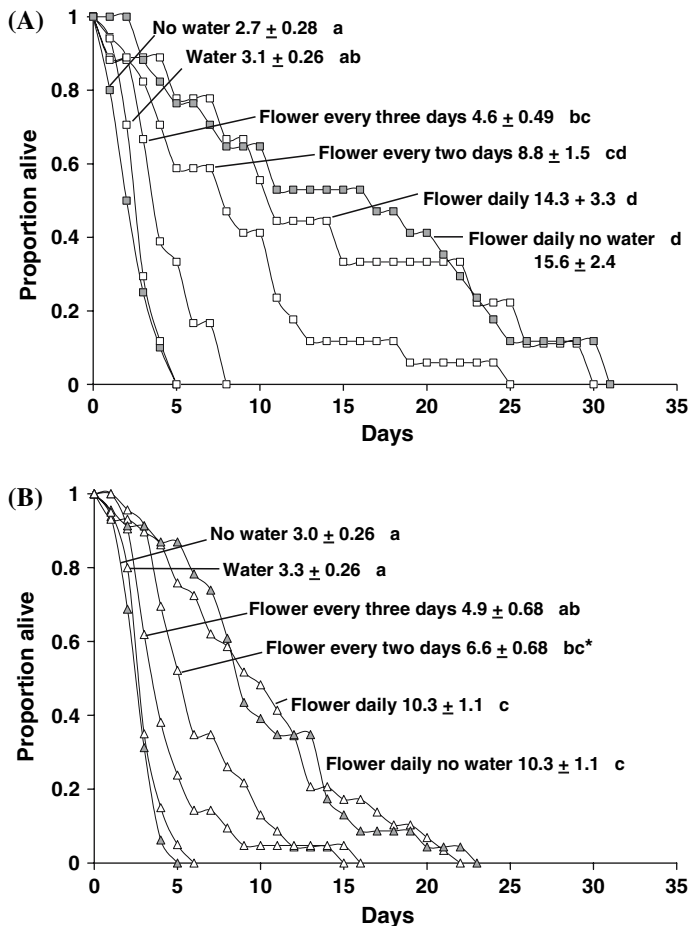 (A)
1
0.8
0.6
0.4
0.2
0
Proportion alive
No water 2.7 ± 0.28 a
Water 3.1 ± 0.26 ab
Flower every three days 4.6 ± 0.49 bc
Flower every two days 8.8 ± 1.5 cd
Flower daily 14.3 + 3.3 d
Flower daily no water d
15.6 ± 2.4
0 5 10 15 20 25 30 35
Days
(B)
1
0.8
0.6
0.4
0.2
0
Proportion alive
No water 3.0 ± 0.26 a
Water 3.3 ± 0.26 a
Flower every three days 4.9 ± 0.68 ab
Flower every two days 6.6 ± 0.68 bc*
Flower daily 10.3 ± 1.1 c
Flower daily no water 10.3 ± 1.1 c
0 5 10 15 20 25 30 35
Days